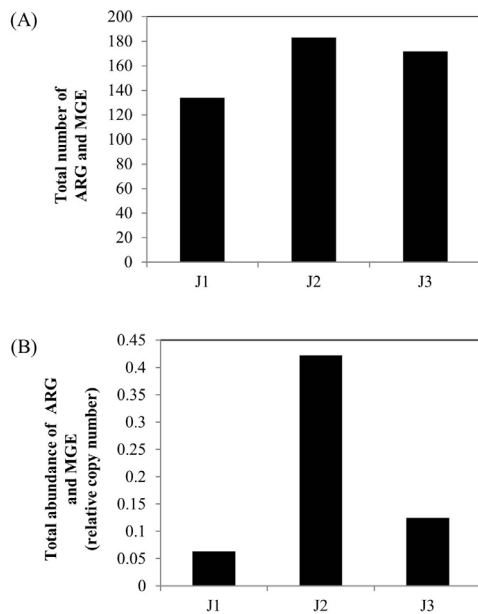 (A)
Total number of
ARG and MGE
200
180
160
140
120
100
80
60
40
20
0
J1 J2 J3
(B)
Total abundance of ARG
and MGE
(relative copy number)
0.45
0.4
0.35
0.3
0.25
0.2
0.15
0.1
0.05
0
J1 J2 J3